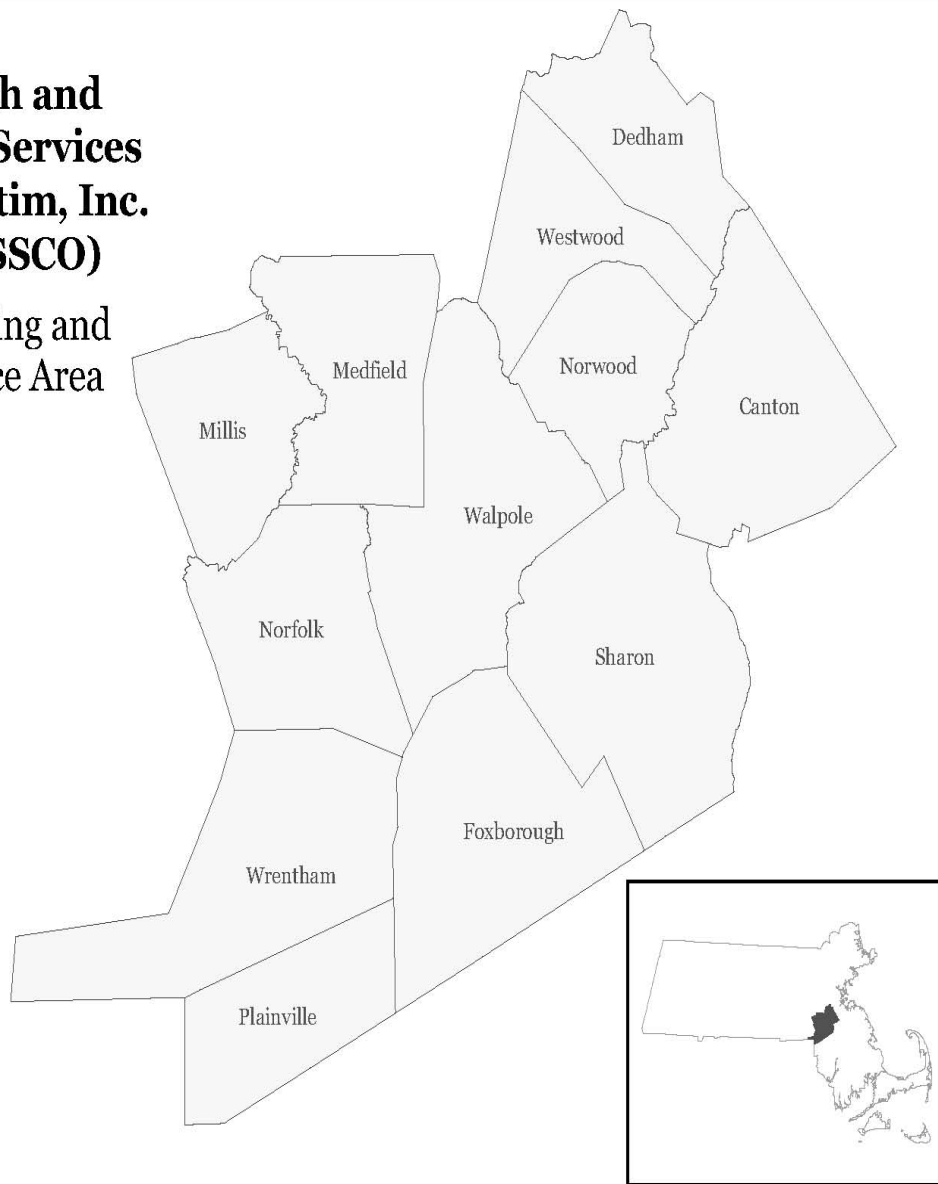 h and
Services
tim, Inc.
SSCO)
ing and
ce Area
Dedham
Westwood
Medfield
Norwood
Canton
Millis
Walpole
Norfolk
Sharon
Foxborough
Wrentham
Plainville